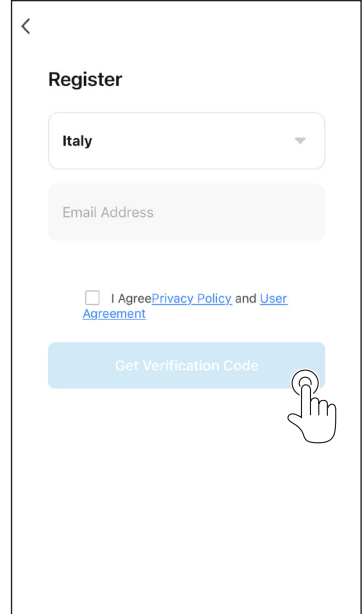 Register
Italy
Email Address
I AgreePrivacy Policy and User
Agreement
Get Verification Code